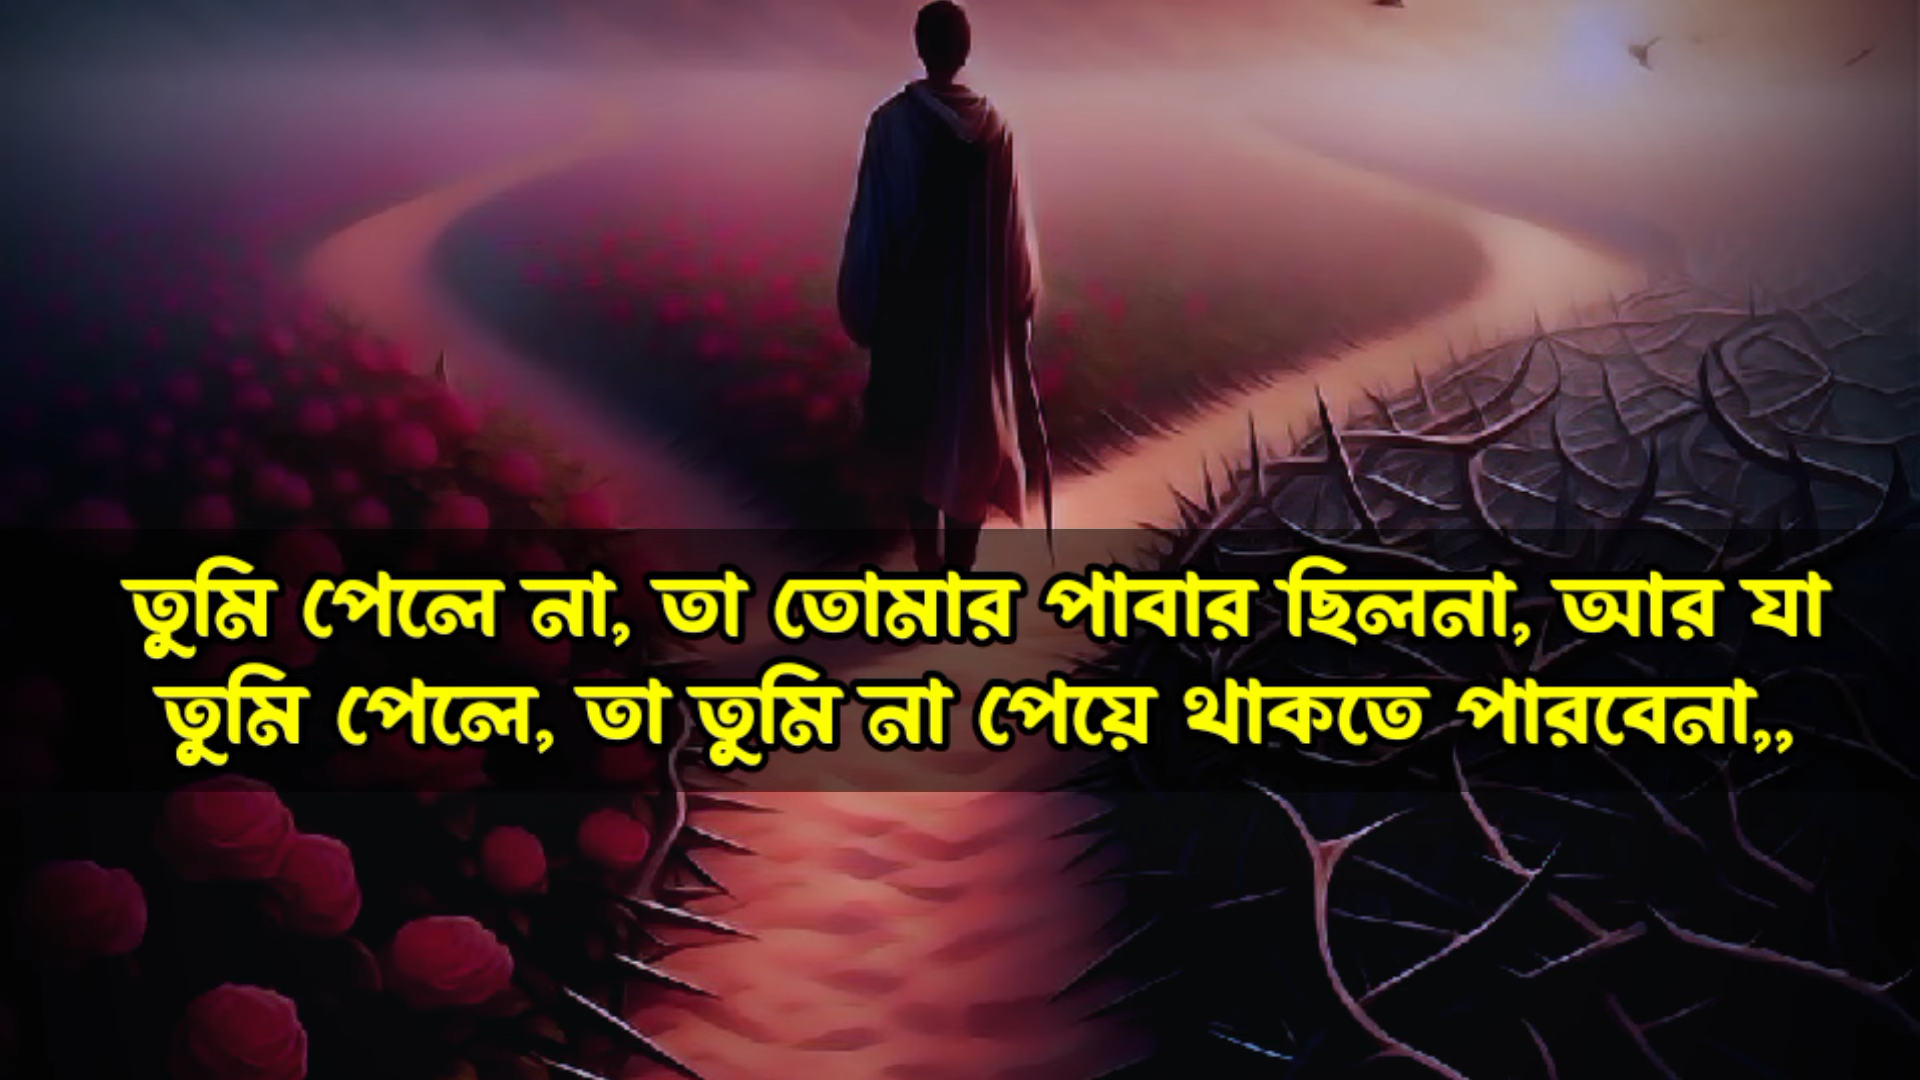 তুমি পেলে না, তা তোমার পাবার ছিলনা, আর যা
তুমি পেলে, তা তুমি না পেয়ে থাকতে পারবেনা,,